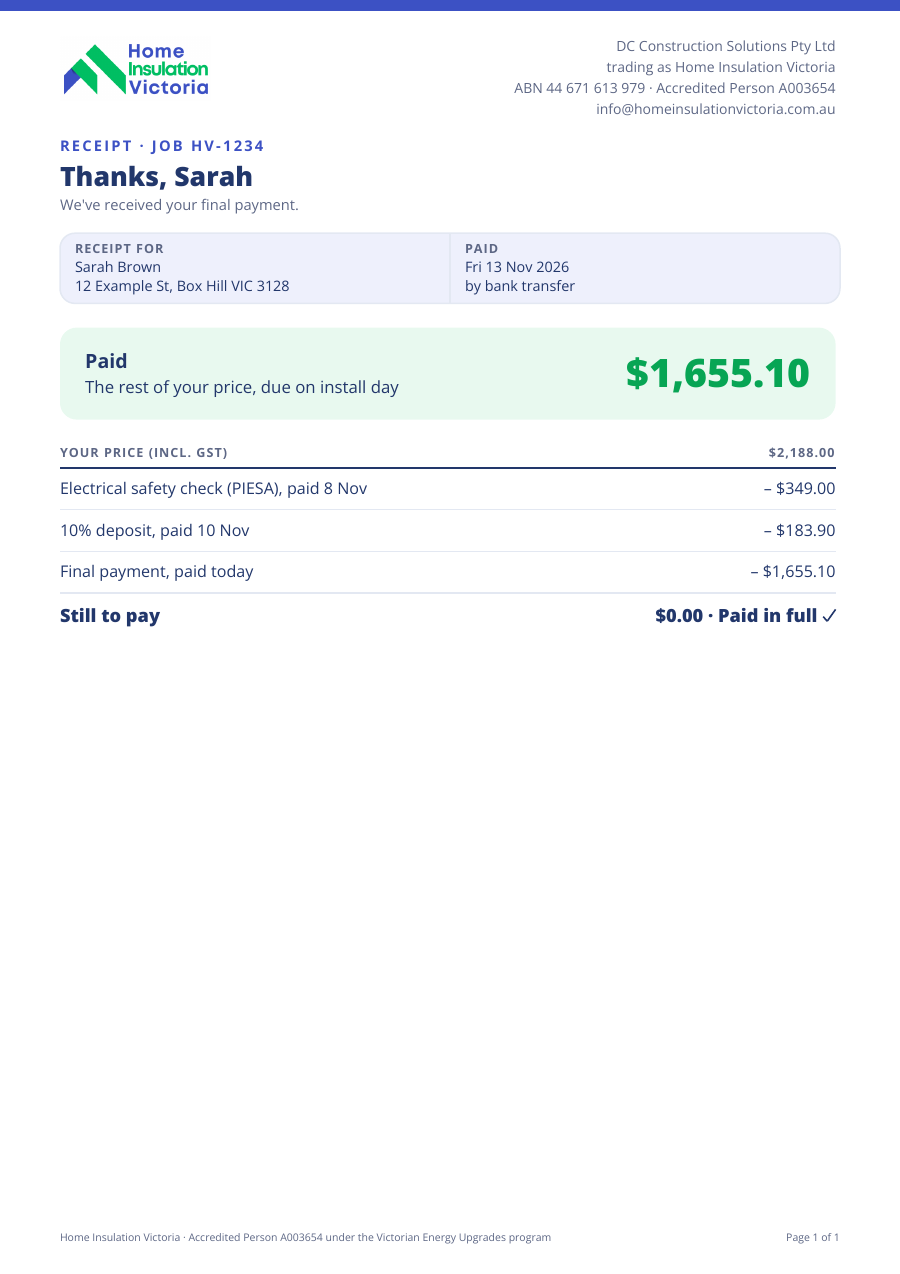 Home
Insulation
Victoria
DC Construction Solutions Pty Ltd
trading as Home Insulation Victoria
ABN 44 671 613 979 · Accredited Person A003654
info@homeinsulationvictoria.com.au
RECEIPT · JOB HV-1234
Thanks, Sarah
We've received your final payment.
RECEIPT FOR
Sarah Brown
12 Example St, Box Hill VIC 3128
PAID
Fri 13 Nov 2026
by bank transfer
Paid
The rest of your price, due on install day
$1,655.10
YOUR PRICE (INCL. GST) $2,188.00
Electrical safety check (PIESA), paid 8 Nov – $349.00
10% deposit, paid 10 Nov – $183.90
Final payment, paid today – $1,655.10
Still to pay $0.00 · Paid in full ✓
Home Insulation Victoria · Accredited Person A003654 under the Victorian Energy Upgrades program Page 1 of 1